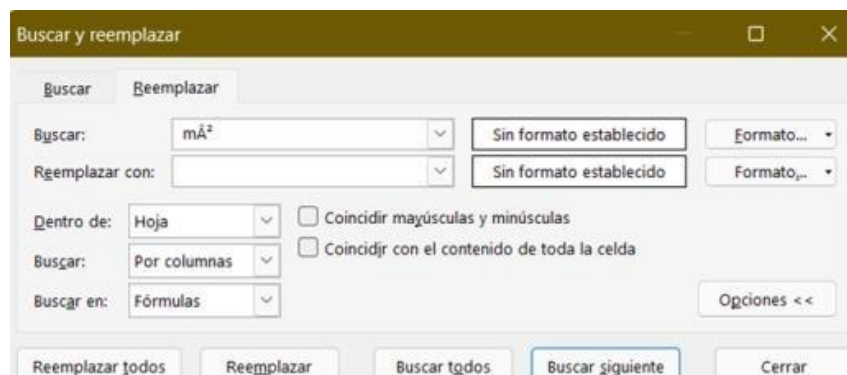 Buscar y reemplazar
Buscar Reemplazar
Buscar: mÂ² Sin formato establecido Formato...
Reemplazar con: Sin formato establecido Formato...
Dentro de: Hoja Coincidir mayúsculas y minúsculas
Buscar: Por columnas Coincidir con el contenido de toda la celda
Buscar en: Fórmulas Opciones <<
Reemplazar todos Reemplazar Buscar todos Buscar siguiente Cerrar